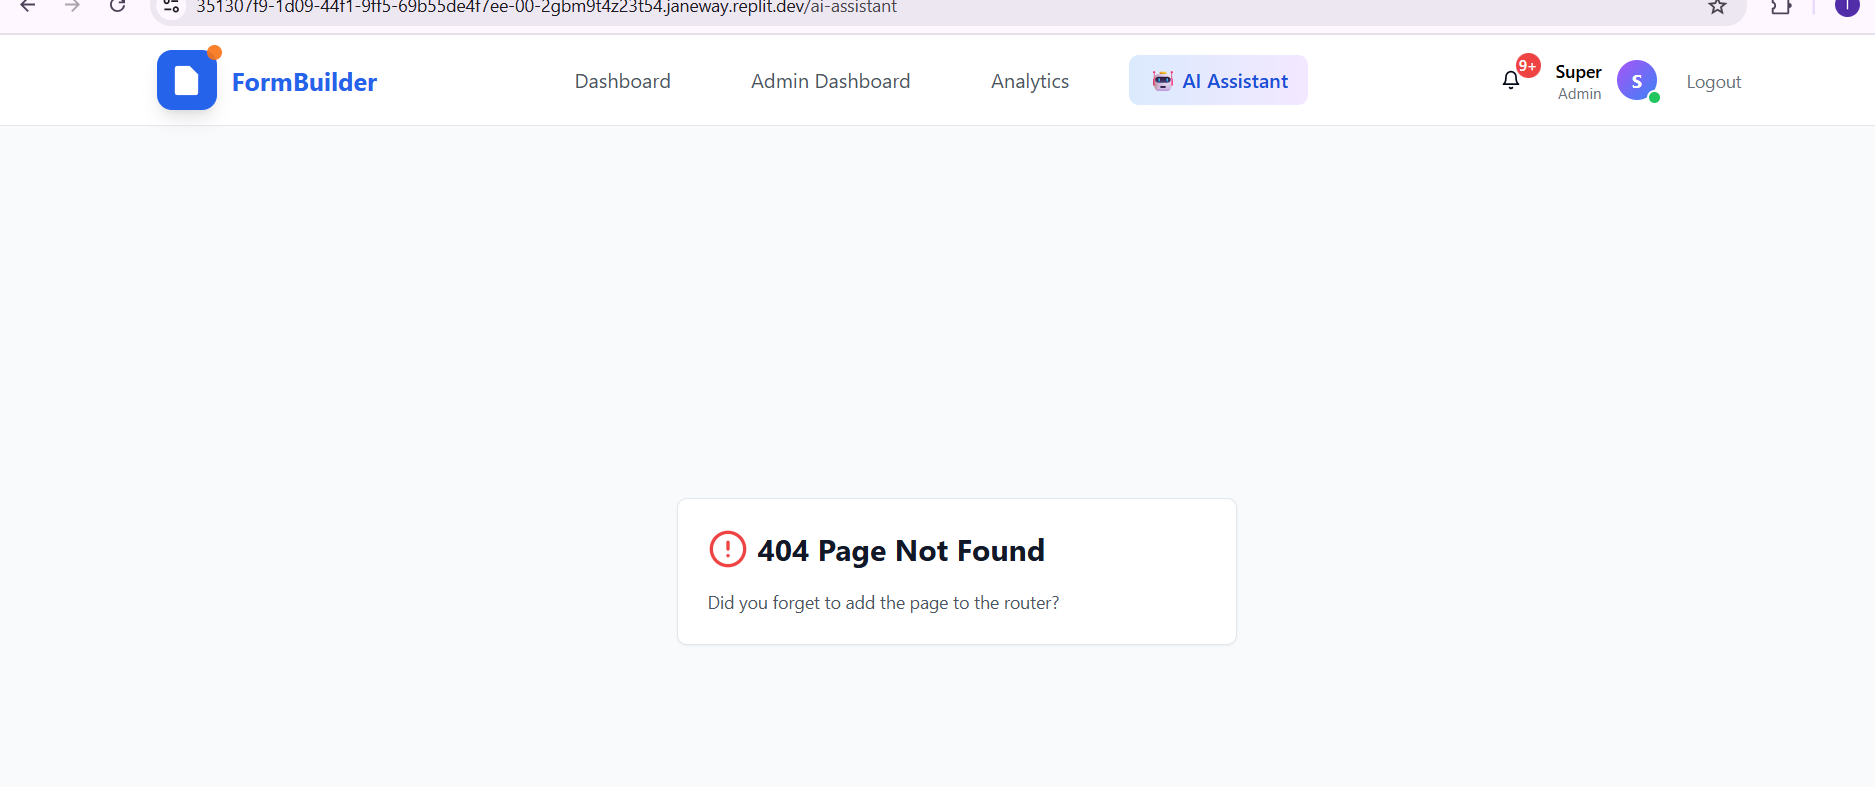 351307f9-1d09-44f1-9ff5-69b55de4f7ee-00-2gbm9t4z23t54.janeway.replit.dev/ai-assistant
FormBuilder
Dashboard
Admin Dashboard
Analytics
AI Assistant
9+
Super
Admin
S
Logout
404 Page Not Found
Did you forget to add the page to the router?